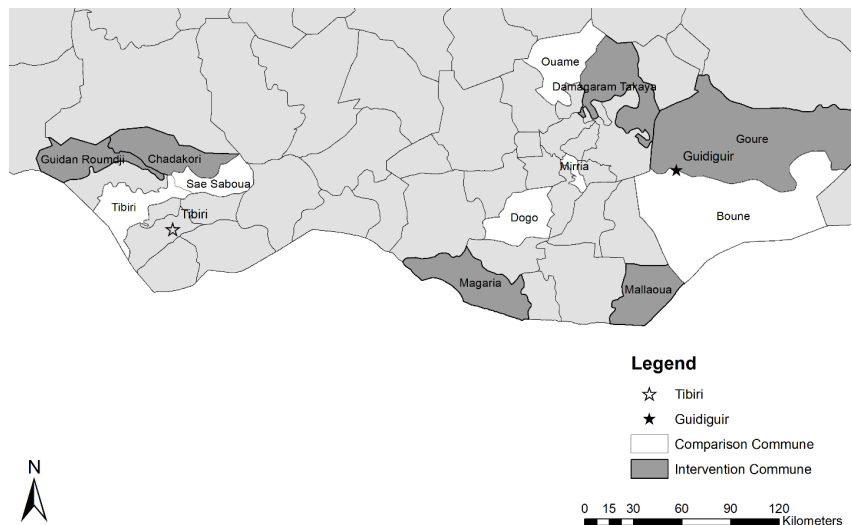 Ouame
Damagaram Takaya
Goure
Guidan Roumdji
Chadakori
Guidiguir
Mirria
Sae Saboua
Tibiri
Tibiri
Dogo
Boune
Magaria
Mallaoua
Legend
Tibiri
Guidiguir
Comparison Commune
Intervention Commune
N
0 15 30 60 90 120
Kilometers